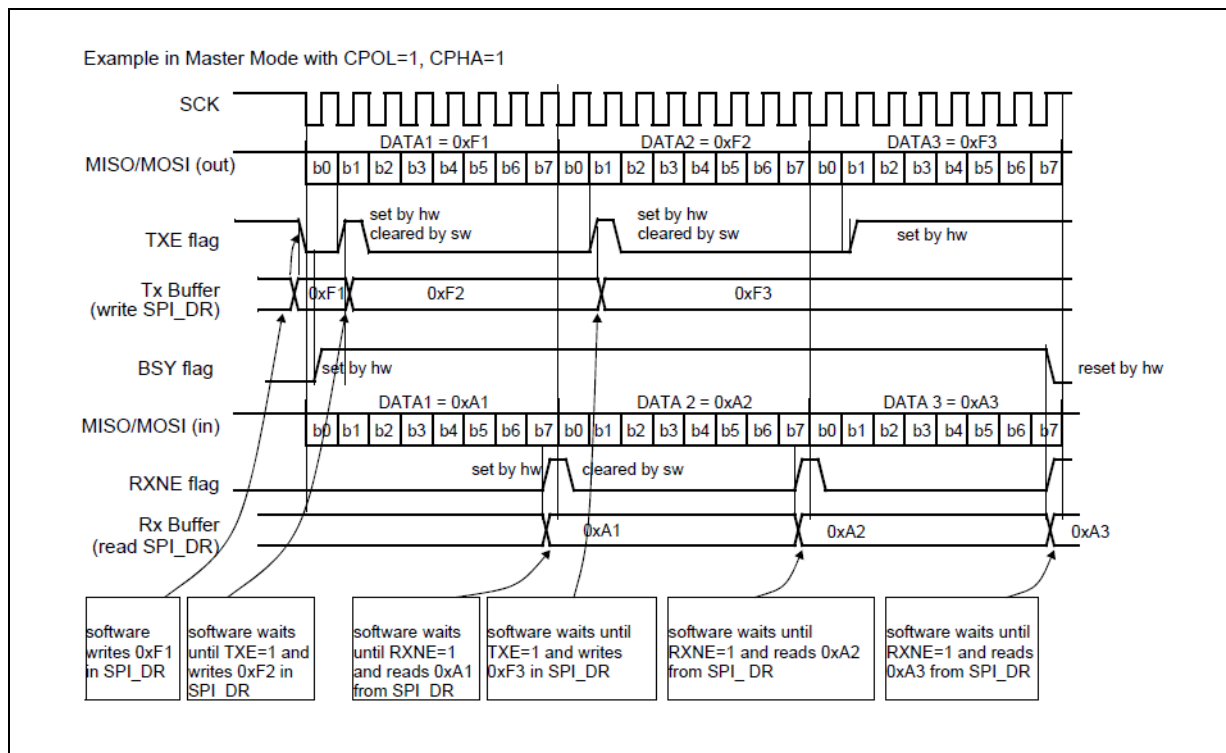 Example in Master Mode with CPOL=1, CPHA=1
SCK
DATA1 = 0xF1 DATA2 = 0xF2 DATA3 = 0xF3
MISO/MOSI (out)
b0 b1 b2 b3 b4 b5 b6 b7 b0 b1 b2 b3 b4 b5 b6 b7 b0 b1 b2 b3 b4 b5 b6 b7
TXE flag
set by hw
cleared by sw
set by hw
cleared by sw
set by hw
Tx Buffer
(write SPI_DR)
0xF1 0xF2 0xF3
BSY flag
set by hw
reset by hw
DATA1 = 0xA1 DATA 2 = 0xA2 DATA 3 = 0xA3
MISO/MOSI (in)
b0 b1 b2 b3 b4 b5 b6 b7 b0 b1 b2 b3 b4 b5 b6 b7 b0 b1 b2 b3 b4 b5 b6 b7
RXNE flag
set by hw
cleared by sw
Rx Buffer
(read SPI_DR)
0xA1 0xA2 0xA3
software
writes 0xF1
in SPI_DR
software waits
until TXE=1 and
writes 0xF2 in
SPI_DR
software waits
until RXNE=1
and reads 0xA1
from SPI_DR
software waits until
TXE=1 and writes
0xF3 in SPI_DR
software waits until
RXNE=1 and reads 0xA2
from SPI_ DR
software waits until
RXNE=1 and reads
0xA3 from SPI_DR